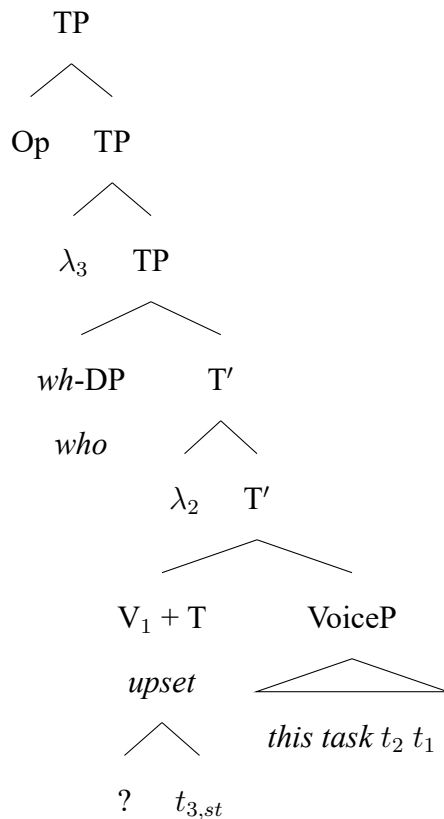 TP
Op TP
λ₃ TP
wh-DP T′
who
λ₂ T′
V₁ + T VoiceP
upset
this task t₂ t₁
? t₃,ₛₜ